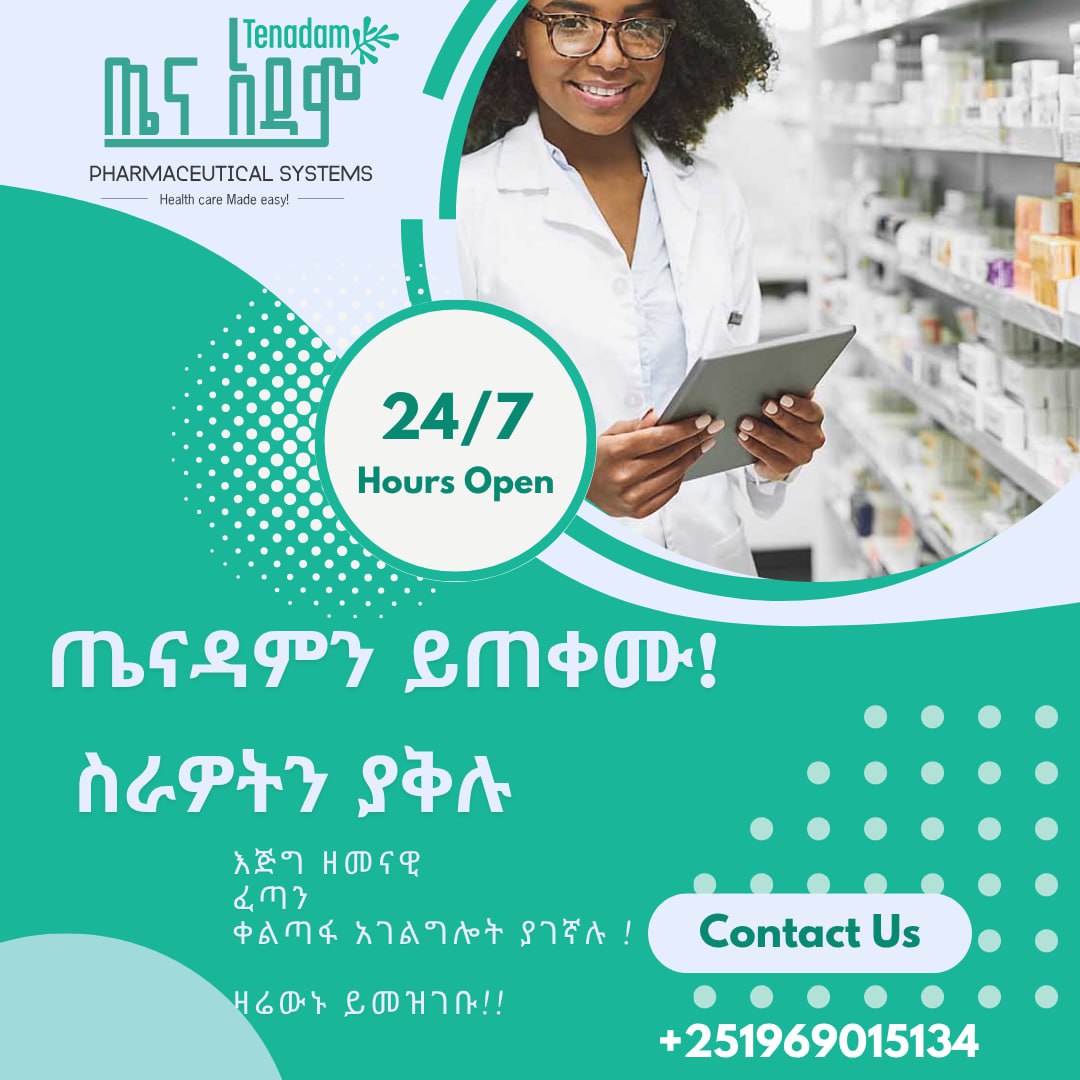 Tenadam
ጤና አዳም
PHARMACEUTICAL SYSTEMS
Health care Made easy!
24/7
Hours Open
ጤናዳምን ይጠቀሙ!
ስራዎትን ያቅሉ
እጅግ ዘመናዊ
ፈጣን
ቀልጣፋ አገልግሎት ያገኛሉ !
ዛሬውኑ ይመዝገቡ!!
Contact Us
+251969015134